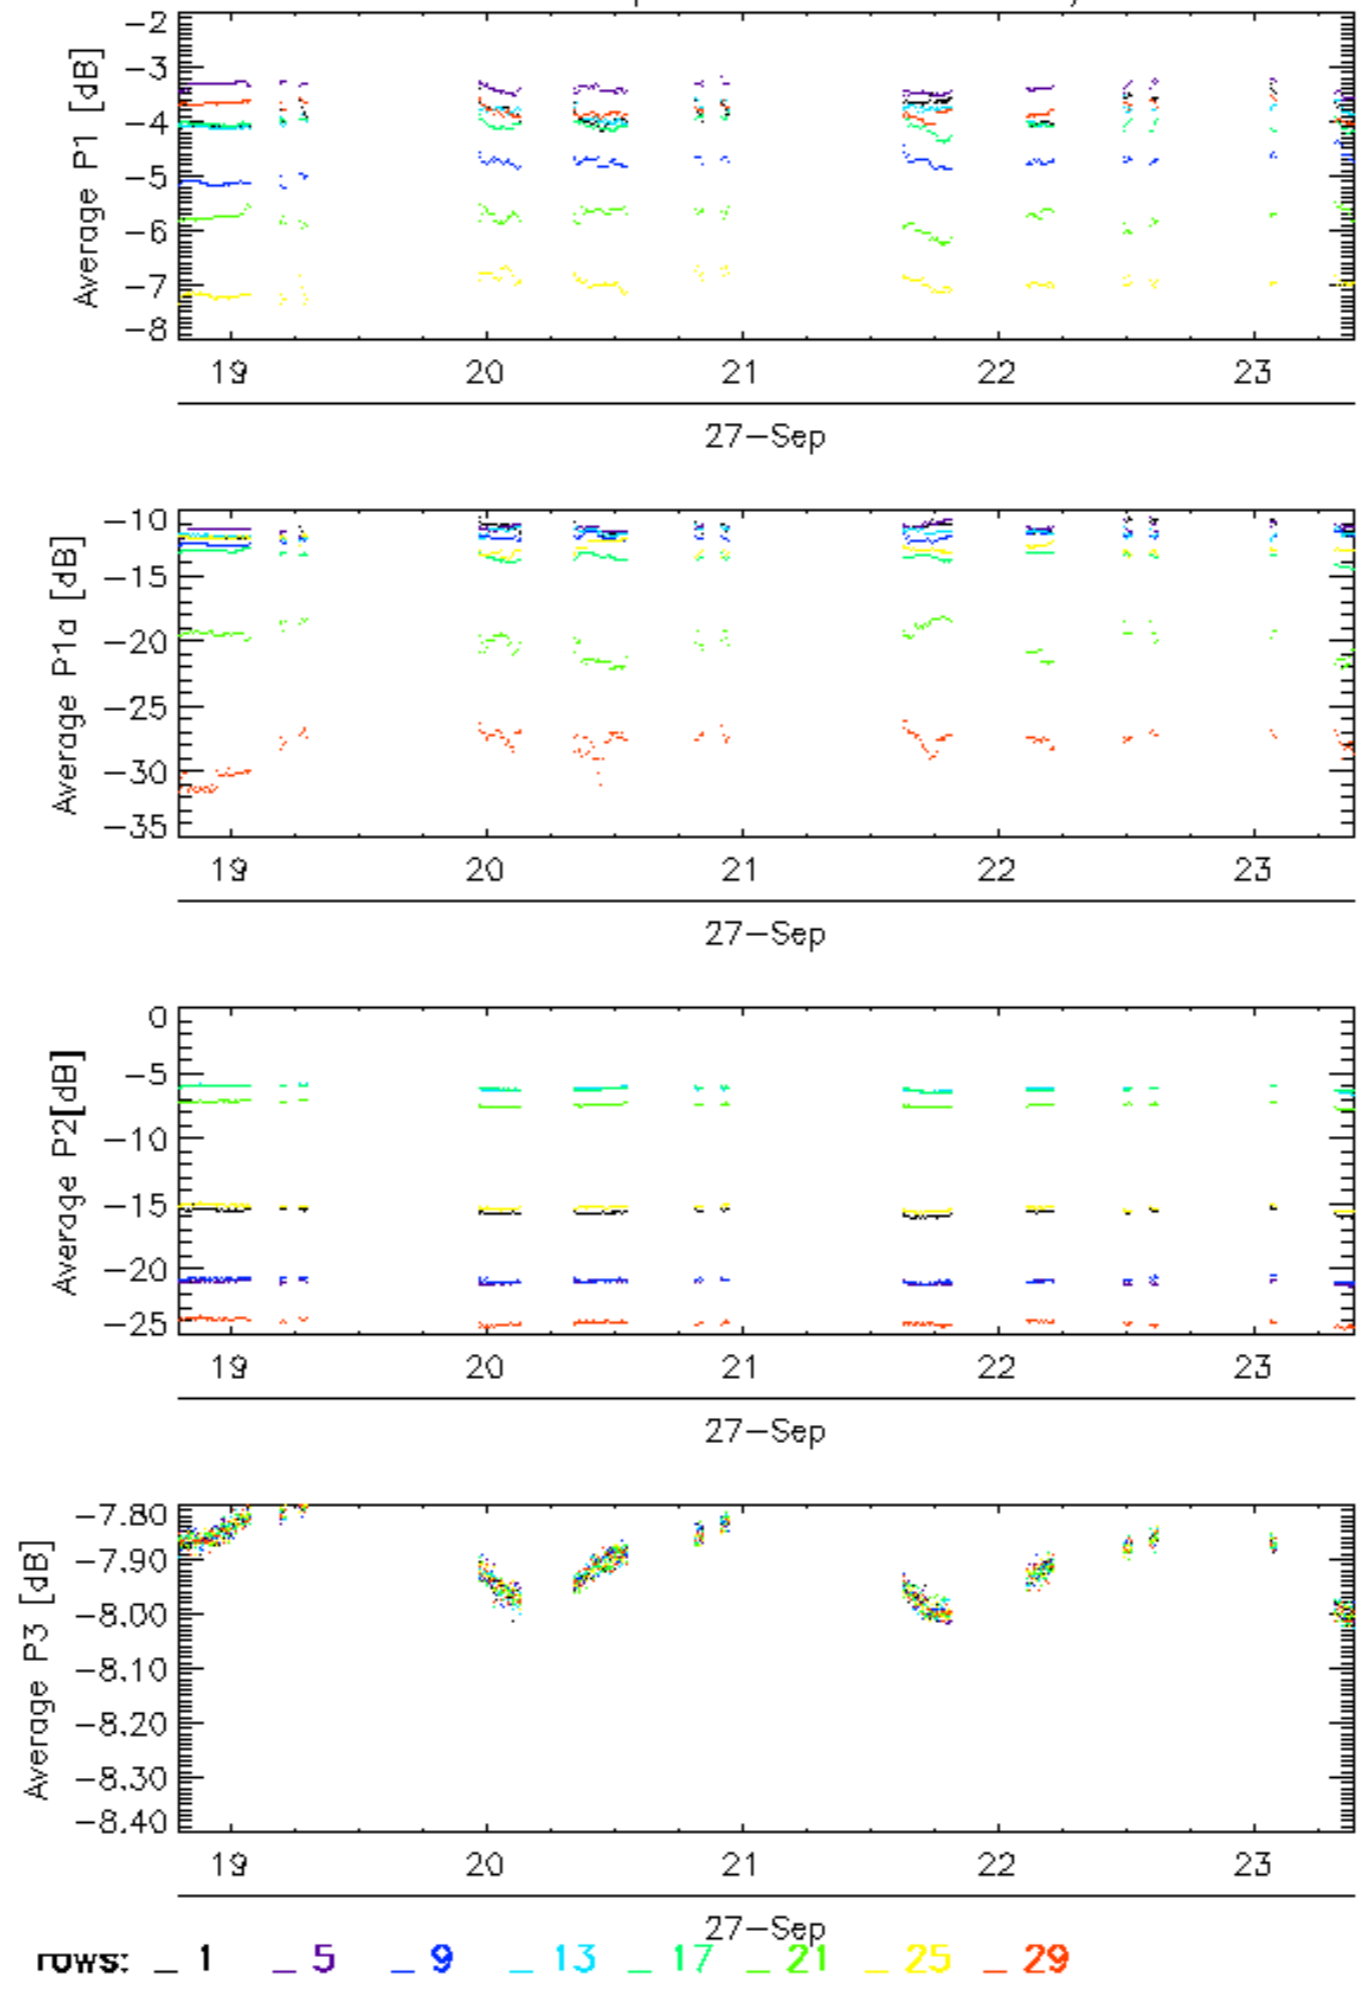 Average P1 [dB]
-2
-3
-4
-5
-6
-7
-8
19 20 21 22 23
27-Sep
Average P1a [dB]
-10
-15
-20
-25
-30
-35
19 20 21 22 23
27-Sep
Average P2[dB]
0
-5
-10
-15
-20
-25
19 20 21 22 23
27-Sep
Average P3 [dB]
-7.80
-7.90
-8.00
-8.10
-8.20
-8.30
-8.40
19 20 21 22 23
27-Sep
rows: _ 1 _ 5 _ 9 _ 13 _ 17 _ 21 _ 25 _ 29